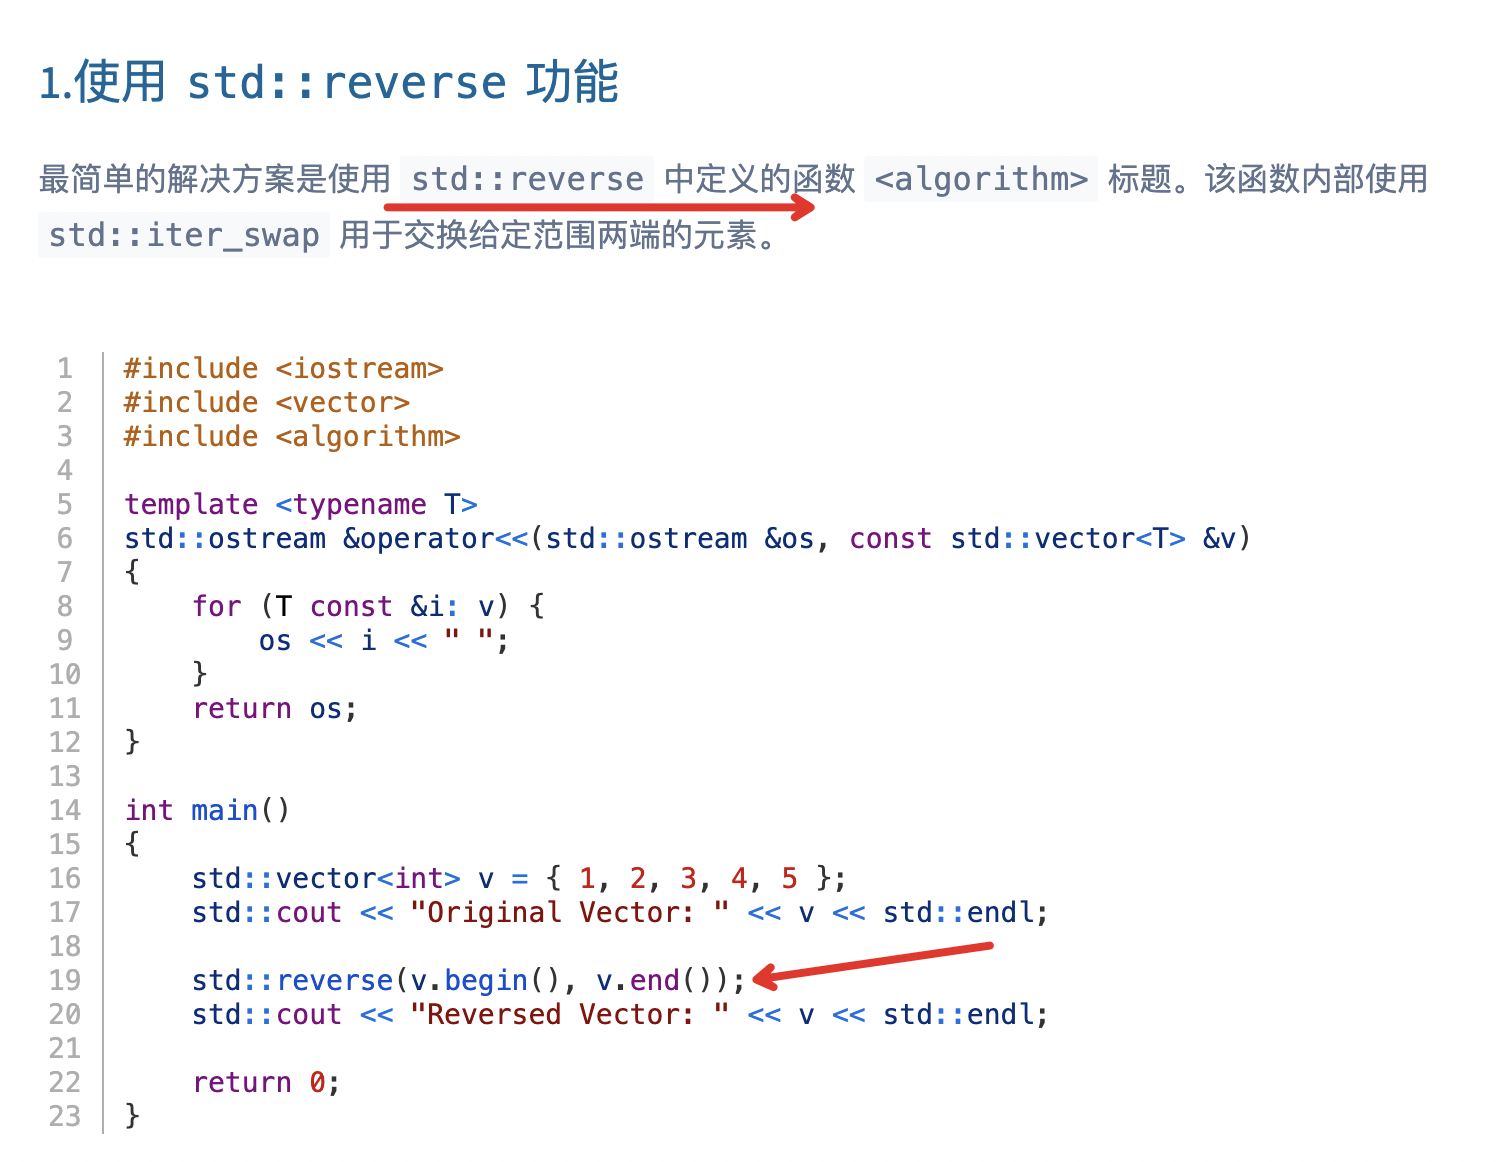 1.使用 std::reverse 功能
最简单的解决方案是使用 std::reverse 中定义的函数 <algorithm> 标题。该函数内部使用
std::iter_swap 用于交换给定范围两端的元素。
1 #include <iostream>
2 #include <vector>
3 #include <algorithm>
4
5 template <typename T>
6 std::ostream &operator<<(std::ostream &os, const std::vector<T> &v)
7 {
8     for (T const &i: v) {
9         os << i << " ";
10     }
11     return os;
12 }
13
14 int main()
15 {
16     std::vector<int> v = { 1, 2, 3, 4, 5 };
17     std::cout << "Original Vector: " << v << std::endl;
18
19     std::reverse(v.begin(), v.end());
20     std::cout << "Reversed Vector: " << v << std::endl;
21
22     return 0;
23 }